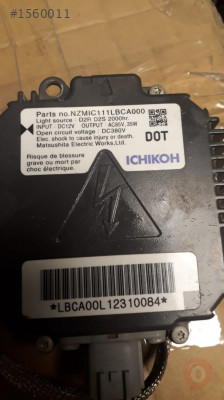 #1560011
Parts no.NZMIC111LBCA000
Light source : D2R D2S 2000hr.
INPUT : DC12V OUTPUT : AC85V, 35W
Open circuit voltage : DC380V
Elec. shock to cause injury or death.
Matsushita Electric Works,Ltd.
DOT
Risque de blessure
grave ou mort par
choc électrique.
ICHIKOH
*LBCA00L12310084*